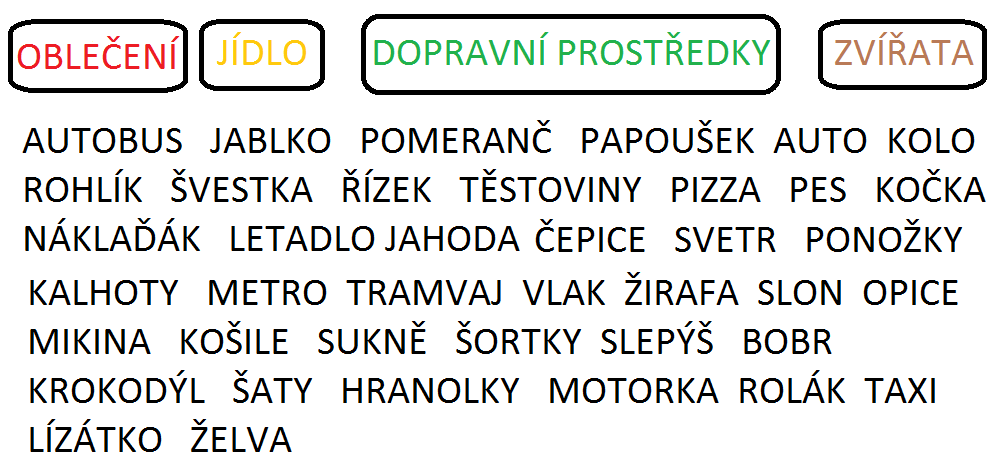 OBLEČENÍ JÍDLO DOPRAVNÍ PROSTŘEDKY ZVÍŘATA
AUTOBUS JABLKO POMERANČ PAPOUŠEK AUTO KOLO
ROHLÍK ŠVESTKA ŘÍZEK TĚSTOVINY PIZZA PES KOČKA
NÁKLAĎÁK LETADLO JAHODA ČEPICE SVETR PONOŽKY
KALHOTY METRO TRAMVAJ VLAK ŽIRAFA SLON OPICE
MIKINA KOŠILE SUKNĚ ŠORTKY SLEPÝŠ BOBR
KROKODÝL ŠATY HRANOLKY MOTORKA ROLÁK TAXI
LÍZÁTKO ŽELVA